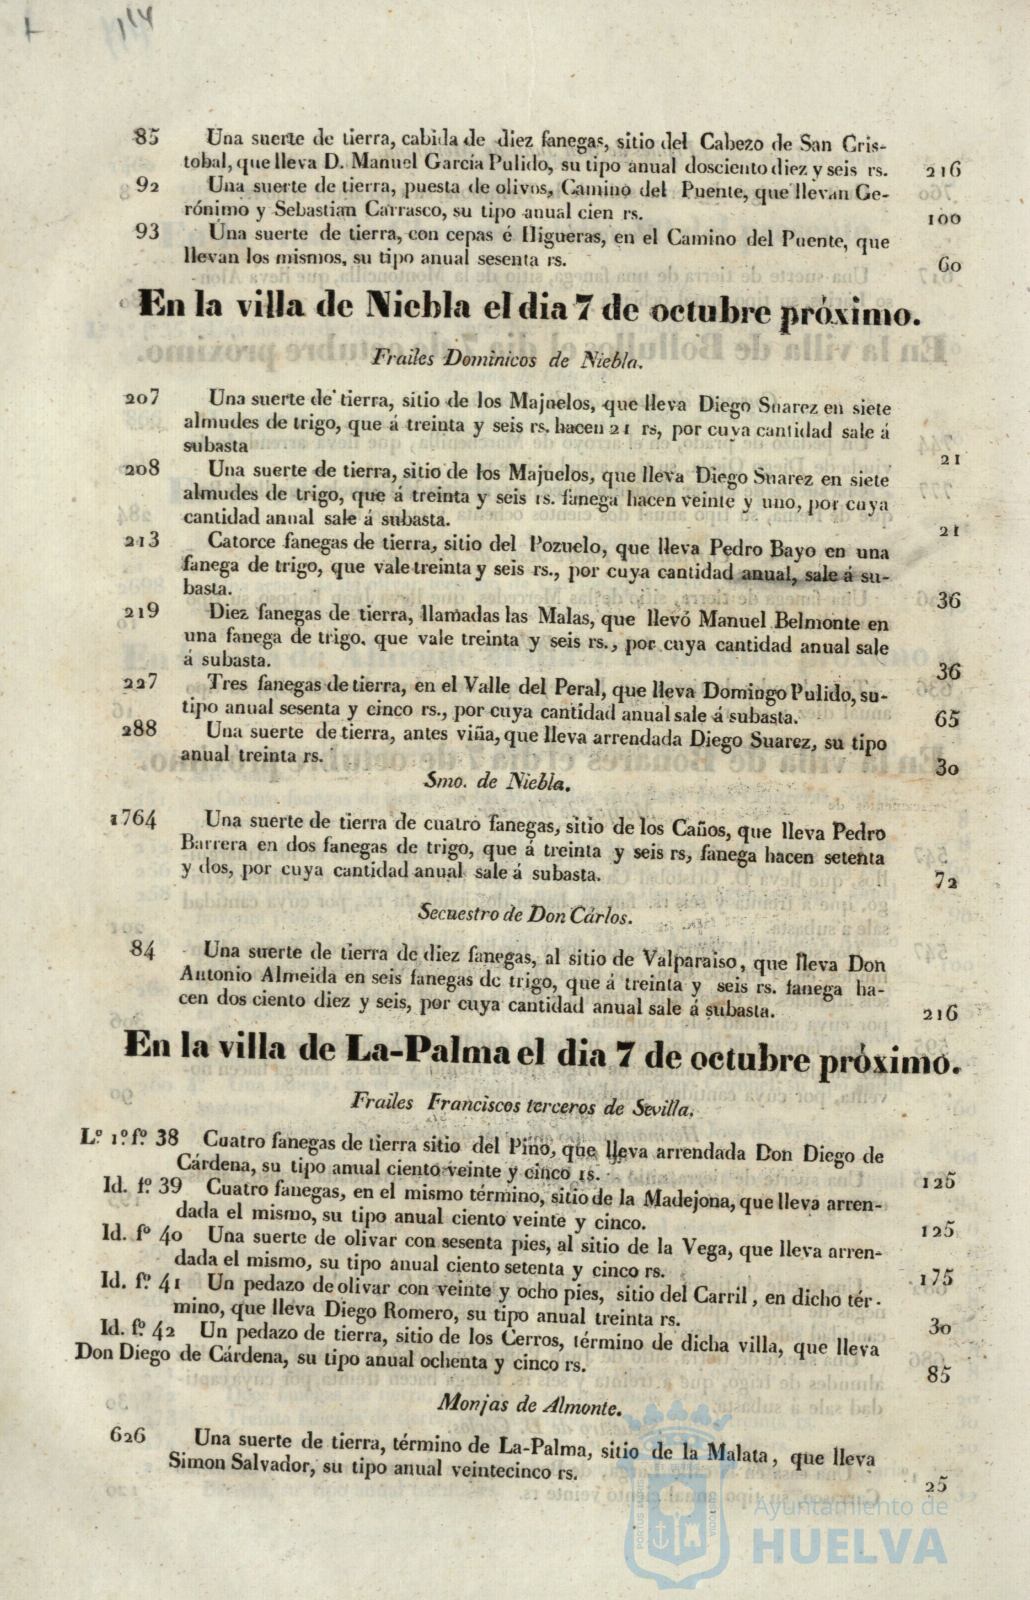 114
85 Una suerte de tierra, cabida de diez fanegas, sitio del Cabezo de San Cris-
tobal, que lleva D. Manuel García Pulido, su tipo anual dosciento diez y seis rs. 216
92 Una suerte de tierra, puesta de olivos, Camino del Puente, que llevan Ge-
rónimo y Sebastian Carrasco, su tipo anual cien rs. 100
93 Una suerte de tierra, con cepas é Higueras, en el Camino del Puente, que
llevan los mismos, su tipo anual sesenta rs. 60
En la villa de Niebla el dia 7 de octubre próximo.
Frailes Dominicos de Niebla.
207 Una suerte de tierra, sitio de los Majuelos, que lleva Diego Suarez en siete
almudes de trigo, que á treinta y seis rs. hacen 21 rs, por cuya cantidad sale á
subasta 21
208 Una suerte de tierra, sitio de los Majuelos, que lleva Diego Suarez en siete
almudes de trigo, que á treinta y seis rs. fanega hacen veinte y uno, por cuya
cantidad anual sale á subasta. 21
213 Catorce fanegas de tierra, sitio del Pozuelo, que lleva Pedro Bayo en una
fanega de trigo, que vale treinta y seis rs., por cuya cantidad anual, sale á su-
basta. 36
219 Diez fanegas de tierra, llamadas las Malas, que llevó Manuel Belmonte en
una fanega de trigo, que vale treinta y seis rs., por cuya cantidad anual sale
á subasta. 36
227 Tres fanegas de tierra, en el Valle del Peral, que lleva Domingo Pulido, su-
tipo anual sesenta y cinco rs., por cuya cantidad anual sale á subasta. 65
288 Una suerte de tierra, antes viña, que lleva arrendada Diego Suarez, su tipo
anual treinta rs. 30
Smo. de Niebla.
1764 Una suerte de tierra de cuatro fanegas, sitio de los Caños, que lleva Pedro
Barrera en dos fanegas de trigo, que á treinta y seis rs, fanega hacen setenta
y dos, por cuya cantidad anual sale á subasta. 72
Secuestro de Don Cárlos.
84 Una suerte de tierra de diez fanegas, al sitio de Valparaiso, que lleva Don
Antonio Almeida en seis fanegas de trigo, que á treinta y seis rs. fanega ha-
cen dos ciento diez y seis, por cuya cantidad anual sale á subasta. 216
En la villa de La-Palma el dia 7 de octubre próximo.
Frailes Franciscos terceros de Sevilla.
L.º 1.º f.º 38 Cuatro fanegas de tierra sitio del Pino, que lleva arrendada Don Diego de
Cárdena, su tipo anual ciento veinte y cinco rs. 125
Id. f.º 39 Cuatro fanegas, en el mismo término, sitio de la Madejona, que lleva arren-
dada el mismo, su tipo anual ciento veinte y cinco. 125
Id. fº 40 Una suerte de olivar con sesenta pies, al sitio de la Vega, que lleva arren-
dada el mismo, su tipo anual ciento setenta y cinco rs. 175
Id. f.º 41 Un pedazo de olivar con veinte y ocho pies, sitio del Carril, en dicho tér-
mino, que lleva Diego Romero, su tipo anual treinta rs. 30
Id. f.º 42 Un pedazo de tierra, sitio de los Cerros, término de dicha villa, que lleva
Don Diego de Cárdena, su tipo anual ochenta y cinco rs. 85
Monjas de Almonte.
626 Una suerte de tierra, término de La-Palma, sitio de la Malata, que lleva
Simon Salvador, su tipo anual veintecinco rs. 25
Ayuntamiento de
HUELVA